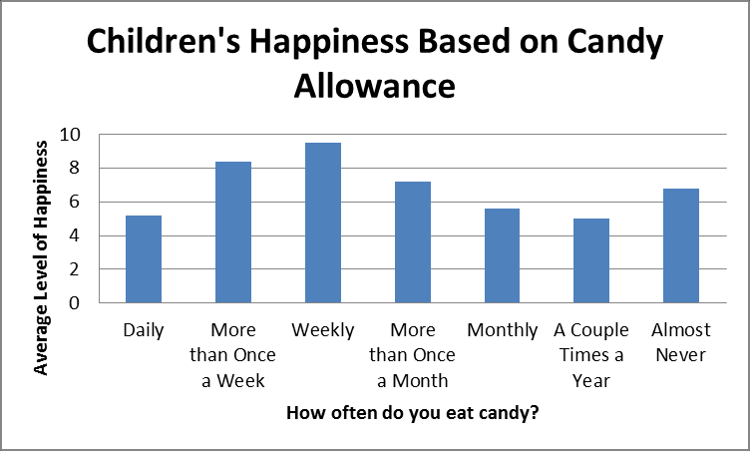 Children's Happiness Based on Candy
Allowance
Average Level of Happiness
10
8
6
4
2
0
Daily
More
than Once
a Week
Weekly
More
than Once
a Month
Monthly
A Couple
Times a
Year
Almost
Never
How often do you eat candy?